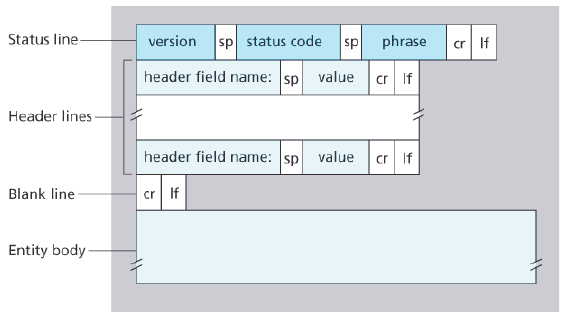 Status line version sp status code sp phrase cr lf
header field name: sp value cr lf
Header lines
header field name: sp value cr lf
Blank line cr lf
Entity body